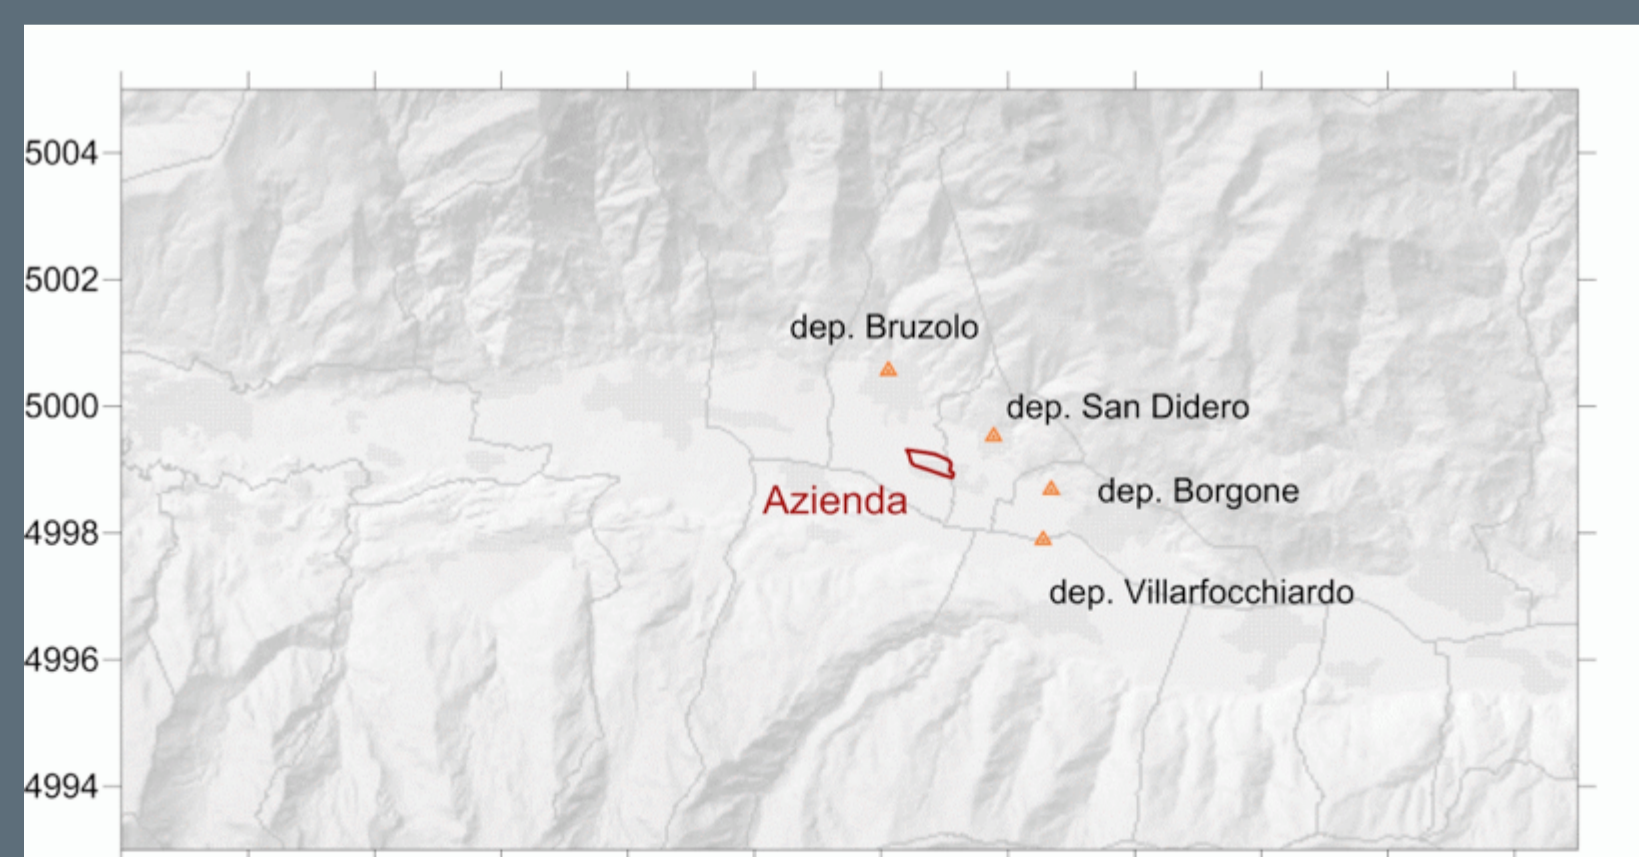 5004
5002
dep. Bruzolo
5000
dep. San Didero
dep. Borgone
Azienda
4998
dep. Villarfocchiardo
4996
4994